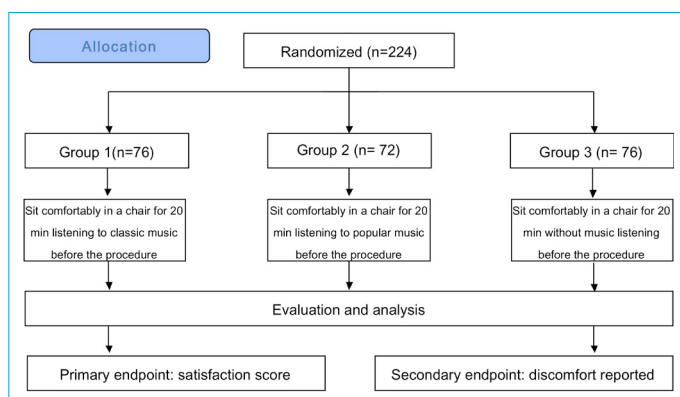 Allocation
Randomized (n=224)
Group 1(n=76)
Group 2 (n= 72)
Group 3 (n= 76)
Sit comfortably in a chair for 20
min listening to classic music
before the procedure
Sit comfortably in a chair for 20
min listening to popular music
before the procedure
Sit comfortably in a chair for 20
min without music listening
before the procedure
Evaluation and analysis
Primary endpoint: satisfaction score
Secondary endpoint: discomfort reported